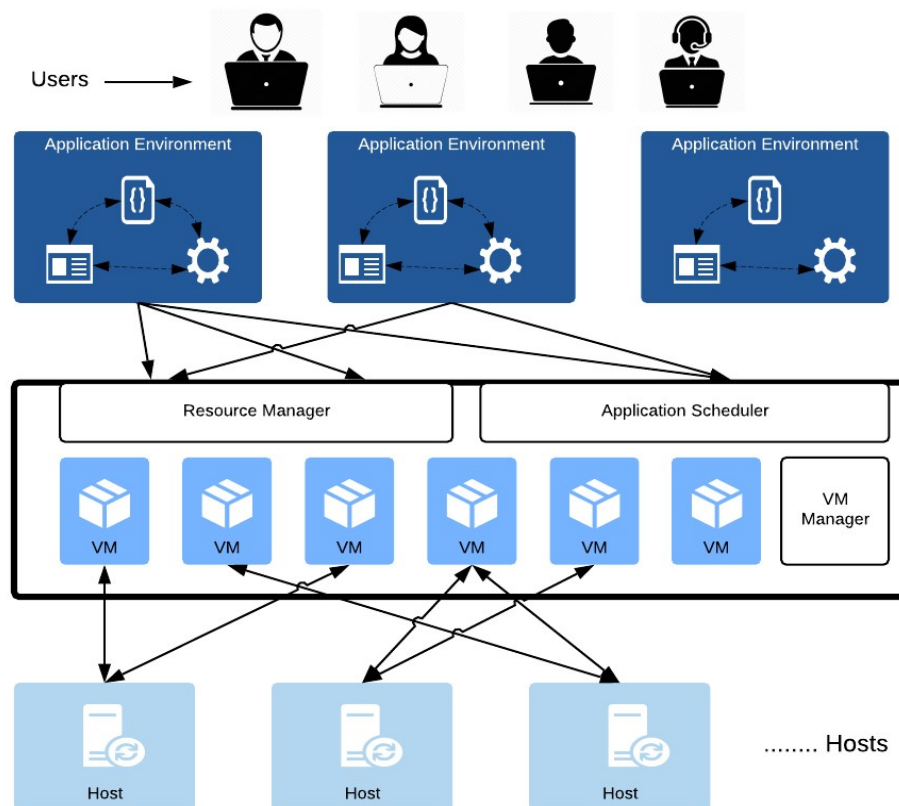 Users
Application Environment
Application Environment
Application Environment
{}
{}
{}
Resource Manager
Application Scheduler
VM
VM
VM
VM
VM
VM
VM
Manager
Host
Host
Host
........ Hosts